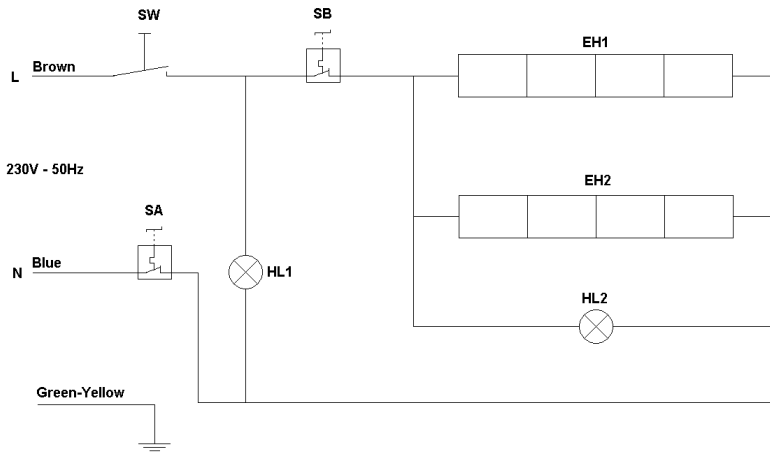 SW
SB
EH1
L
Brown
230V - 50Hz
EH2
SA
N
Blue
HL1
HL2
Green-Yellow